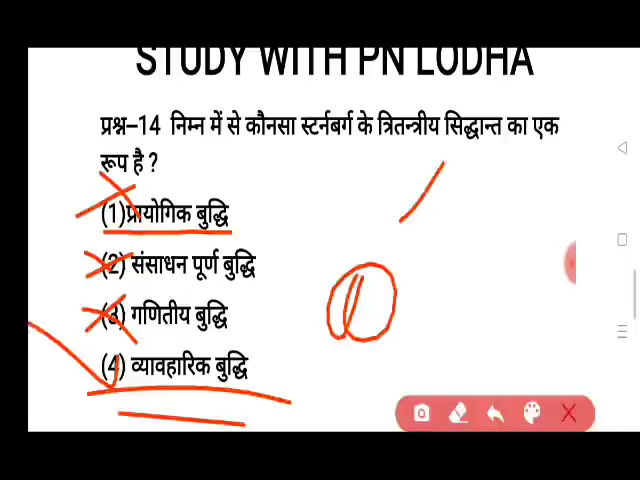 STUDY WITH PN LODHA
प्रश्न–14 निम्न में से कौनसा स्टर्नबर्ग के त्रितन्त्रीय सिद्धान्त का एक
रूप है ?
(1)प्रायोगिक बुद्धि
(2) संसाधन पूर्ण बुद्धि
(3) गणितीय बुद्धि
(4) व्यावहारिक बुद्धि